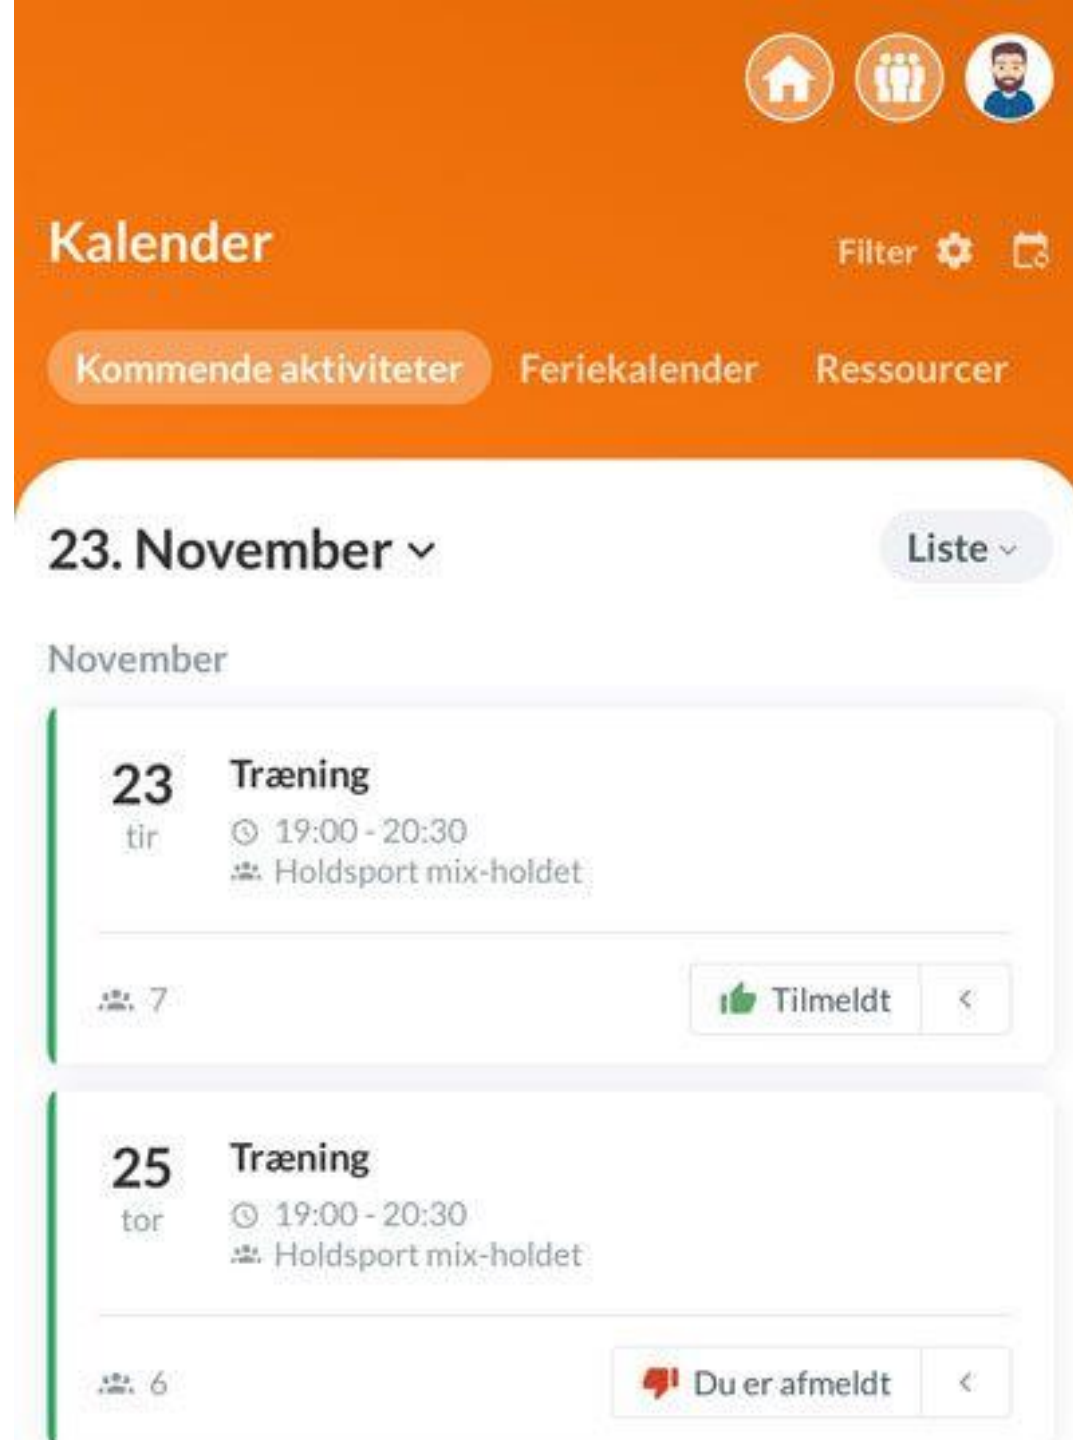 Kalender
Filter
Kommende aktiviteter Feriekalender Ressourcer
23. November
Liste
November
23 Træning
tir 19:00 - 20:30
Holdsport mix-holdet
7 Tilmeldt
25 Træning
tor 19:00 - 20:30
Holdsport mix-holdet
6 Du er afmeldt